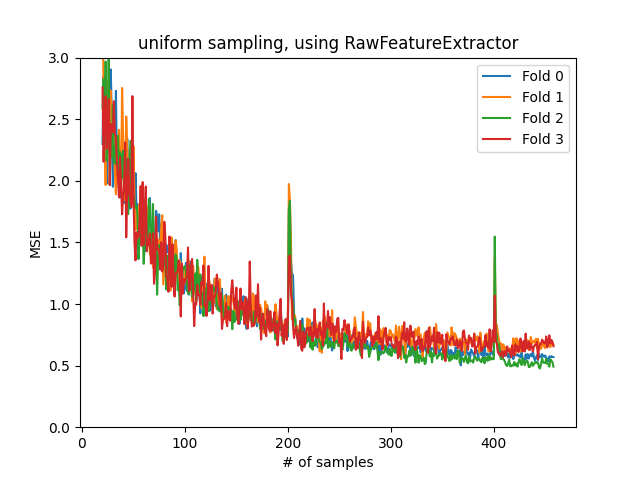 uniform sampling, using RawFeatureExtractor
Fold 0
Fold 1
Fold 2
Fold 3
MSE
3.0
2.5
2.0
1.5
1.0
0.5
0.0
0 100 200 300 400
# of samples